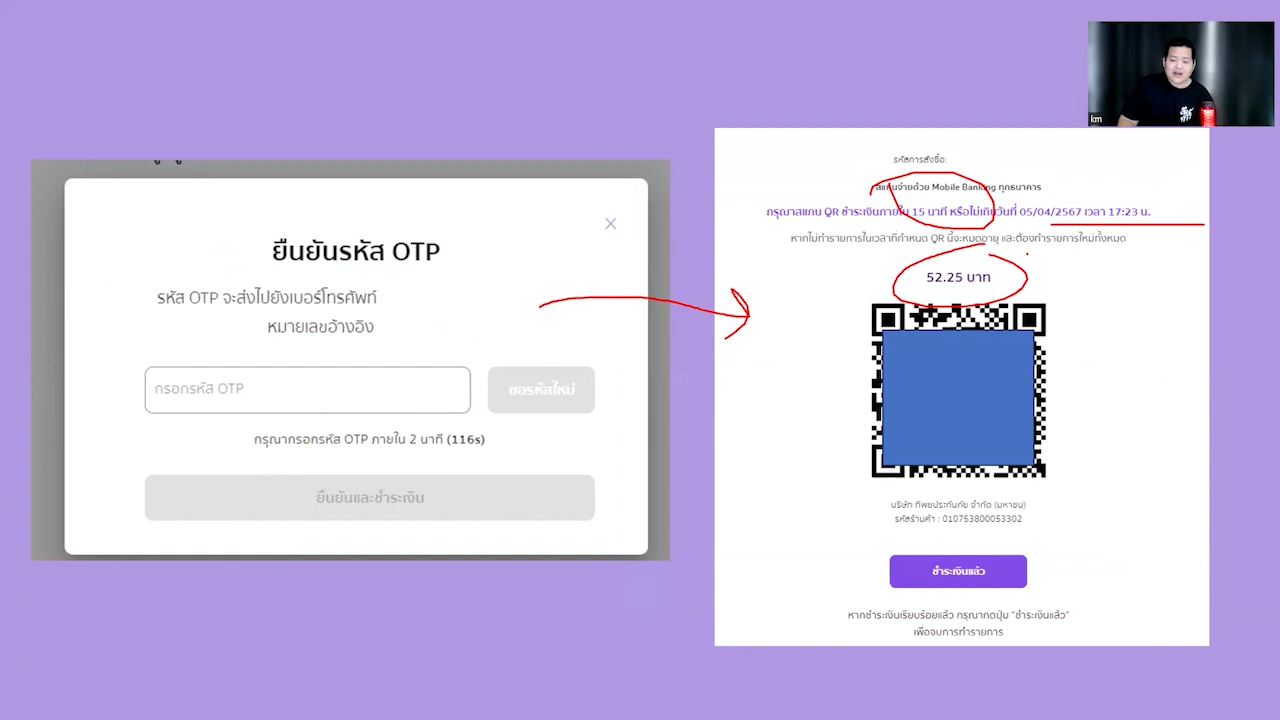 km
ยืนยันรหัส OTP
รหัส OTP จะส่งไปยังเบอร์โทรศัพท์
หมายเลขอ้างอิง
กรอกรหัส OTP
ขอรหัสใหม่
กรุณากรอกรหัส OTP ภายใน 2 นาที (116s)
ยืนยันและชำระเงิน
รหัสการสั่งซื้อ:
สแกนจ่ายด้วย Mobile Banking ทุกธนาคาร
กรุณาสแกน QR ชำระเงินภายใน 15 นาที หรือไม่เกินวันที่ 05/04/2567 เวลา 17:23 น.
หากไม่ทำรายการในเวลาที่กำหนด QR นี้จะหมดอายุ และต้องทำรายการใหม่ทั้งหมด
52.25 บาท
บริษัท ทิพยประกันภัย จำกัด (มหาชน)
รหัสร้านค้า : 010753800053302
ชำระเงินแล้ว
หากชำระเงินเรียบร้อยแล้ว กรุณากดปุ่ม "ชำระเงินแล้ว"
เพื่อจบการทำรายการ